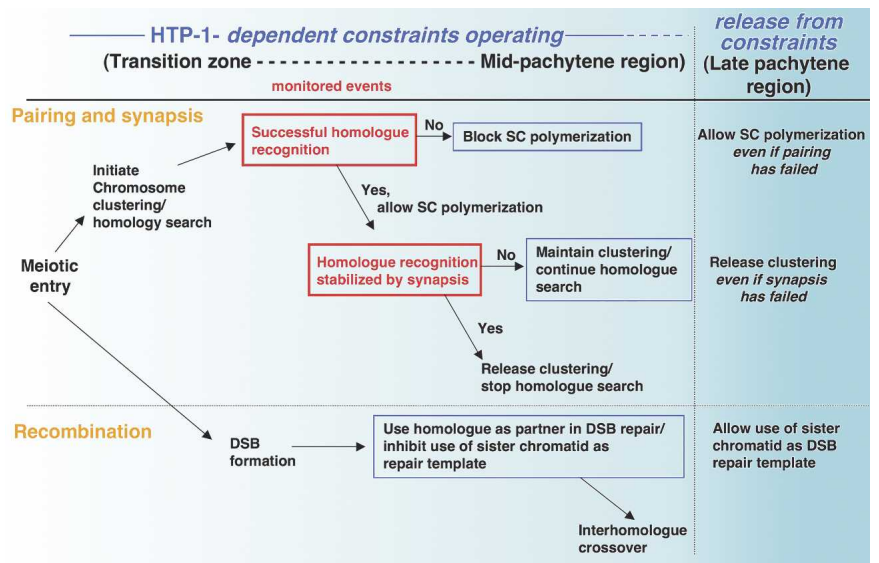 HTP-1- dependent constraints operating
release from
constraints
(Transition zone ---------------------- Mid-pachytene region)
(Late pachytene
region)
monitored events
Pairing and synapsis
Successful homologue
recognition
No
Block SC polymerization
Allow SC polymerization
even if pairing
has failed
Initiate
Chromosome
clustering/
homology search
Yes,
allow SC polymerization
Meiotic
entry
Homologue recognition
stabilized by synapsis
No
Maintain clustering/
continue homologue
search
Release clustering
even if synapsis
has failed
Yes
Release clustering/
stop homologue search
Recombination
DSB
formation
Use homologue as partner in DSB repair/
inhibit use of sister chromatid as
repair template
Allow use of sister
chromatid as DSB
repair template
Interhomologue
crossover